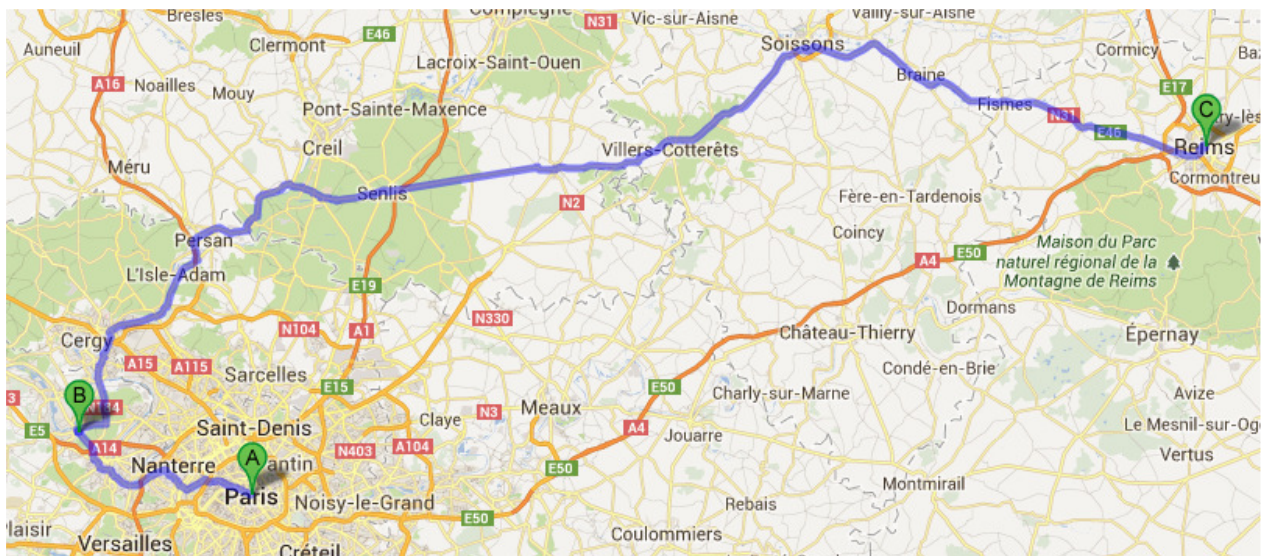 Bresles
E46
Compiègne
N31
Vic-sur-Aisne
Vailly-sur-Aisne
Auneuil
Clermont
Soissons
Cormicy
Lacroix-Saint-Ouen
A16
Noailles
Mouy
Braine
E17
Pont-Sainte-Maxence
Fismes
N31
C
Creil
E46
Reims
Méru
Villers-Cotterêts
Cormontreu
Senlis
N2
Fère-en-Tardenois
Persan
Coincy
Maison du Parc
naturel régional de la
Montagne de Reims
E50
A4
L'Isle-Adam
E19
Dormans
N330
N104
A1
Château-Thierry
Épernay
Cergy
A15
A115
Sarcelles
Condé-en-Brie
E15
E50
Charly-sur-Marne
Avize
B
N184
Claye
N3
Meaux
Le Mesnil-sur-Og
E5
Saint-Denis
A4
Jouarre
A14
A104
N403
Vertus
Nanterre
A
antin
E50
Paris
Noisy-le-Grand
Montmirail
Rebais
E50
Plaisir
Coulommiers
Versailles
Créteil